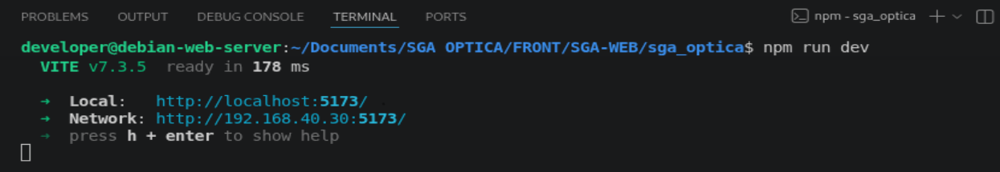 PROBLEMS OUTPUT DEBUG CONSOLE TERMINAL PORTS npm - sga_optica
developer@debian-web-server:~/Documents/SGA OPTICA/FRONT/SGA-WEB/sga_optica$ npm run dev
VITE v7.3.5 ready in 178 ms
➜ Local: http://localhost:5173/
➜ Network: http://192.168.40.30:5173/
➜ press h + enter to show help